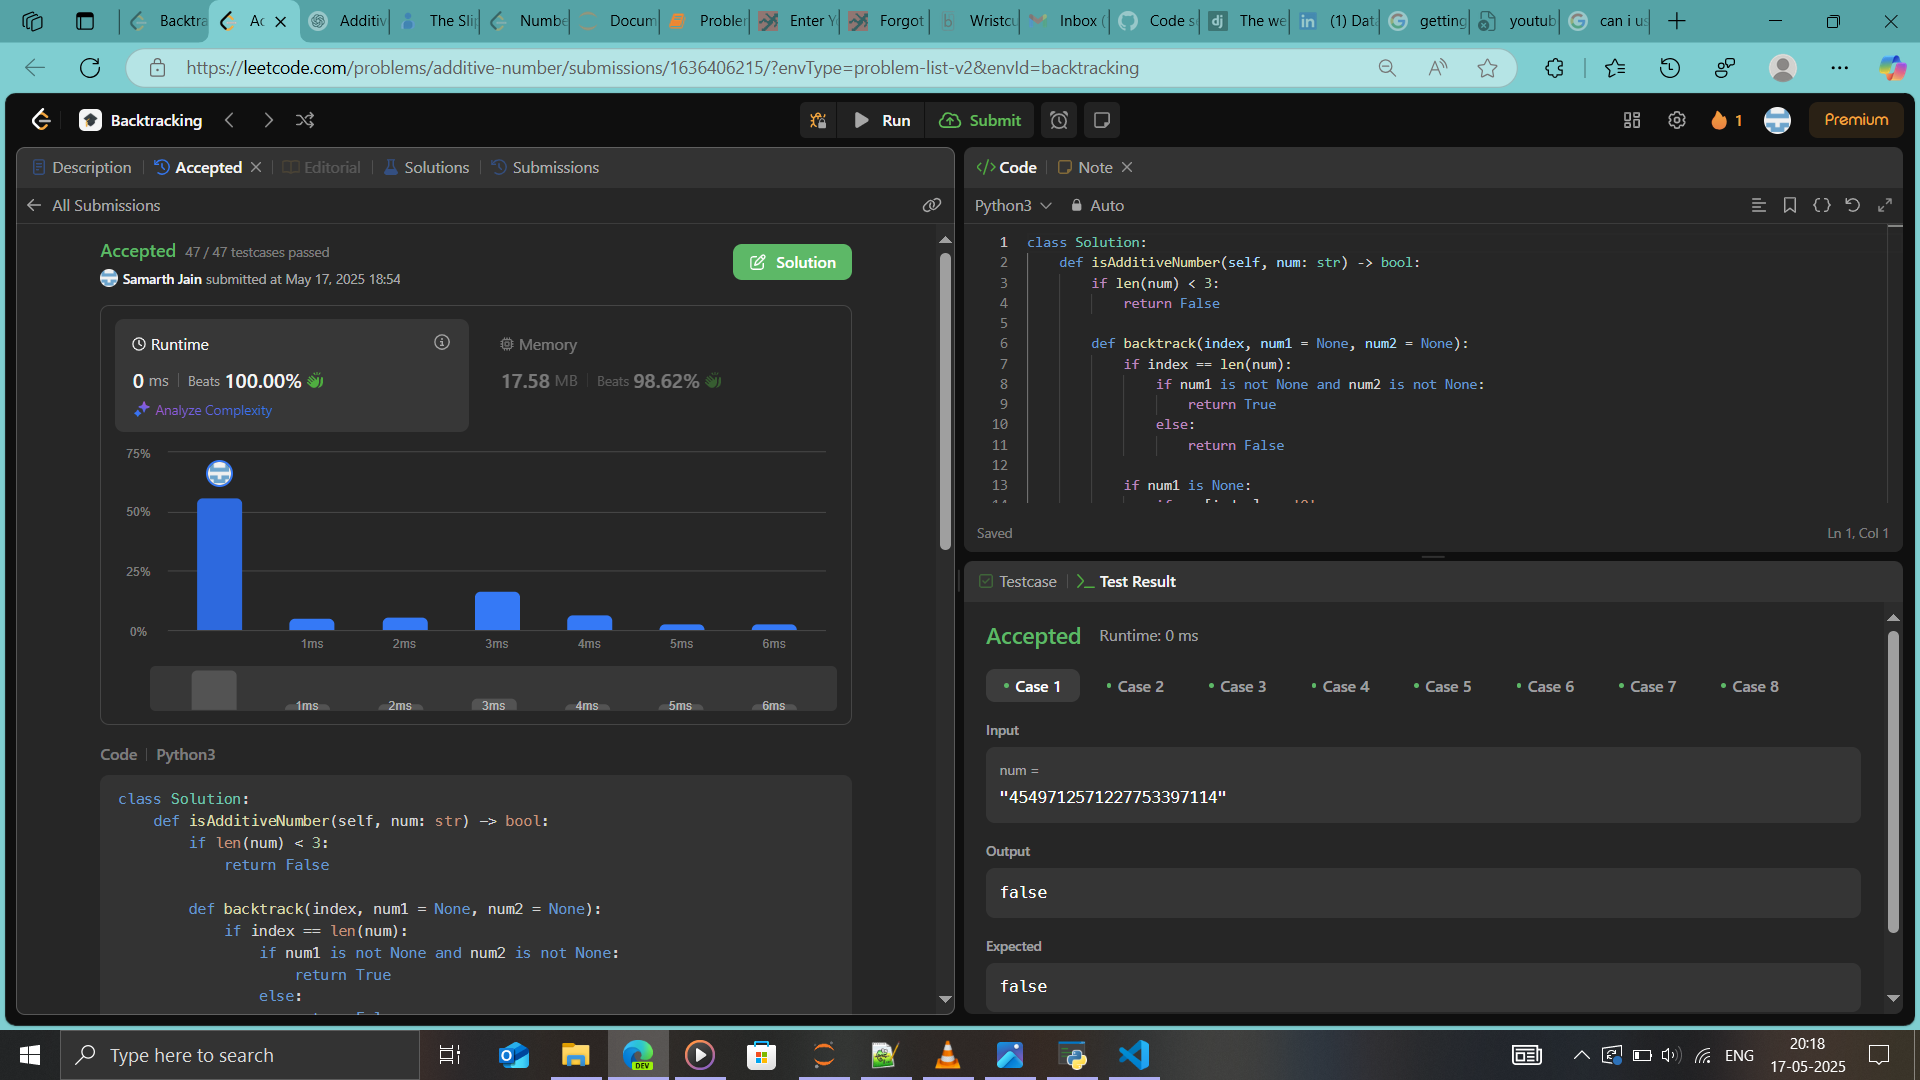 Backtra
Ac
Additiv
The Slip
Numbe
Docum
Problem
Enter Yo
Forgot
Wristcu
Inbox (
Code se
The we
(1) Data
getting
youtub
can i us
https://leetcode.com/problems/additive-number/submissions/1636406215/?envType=problem-list-v2&envId=backtracking
Backtracking
Run
Submit
1
Premium
Description
Accepted
Editorial
Solutions
Submissions
All Submissions
Accepted 47 / 47 testcases passed
Samarth Jain submitted at May 17, 2025 18:54
Solution
Runtime
0 ms Beats 100.00%
Analyze Complexity
Memory
17.58 MB Beats 98.62%
75%
50%
25%
0%
1ms 2ms 3ms 4ms 5ms 6ms
1ms 2ms 3ms 4ms 5ms 6ms
Code Python3
class Solution:
def isAdditiveNumber(self, num: str) -> bool:
if len(num) < 3:
return False
def backtrack(index, num1 = None, num2 = None):
if index == len(num):
if num1 is not None and num2 is not None:
return True
else:
Code
Note
Python3
Auto
1 class Solution:
2 def isAdditiveNumber(self, num: str) -> bool:
3 if len(num) < 3:
4 return False
5
6 def backtrack(index, num1 = None, num2 = None):
7 if index == len(num):
8 if num1 is not None and num2 is not None:
9 return True
10 else:
11 return False
12
13 if num1 is None:
Saved
Ln 1, Col 1
Testcase
Test Result
Accepted Runtime: 0 ms
Case 1 Case 2 Case 3 Case 4 Case 5 Case 6 Case 7 Case 8
Input
num =
"4549712571227753397114"
Output
false
Expected
false
Type here to search
DEV
ENG
20:18
17-05-2025